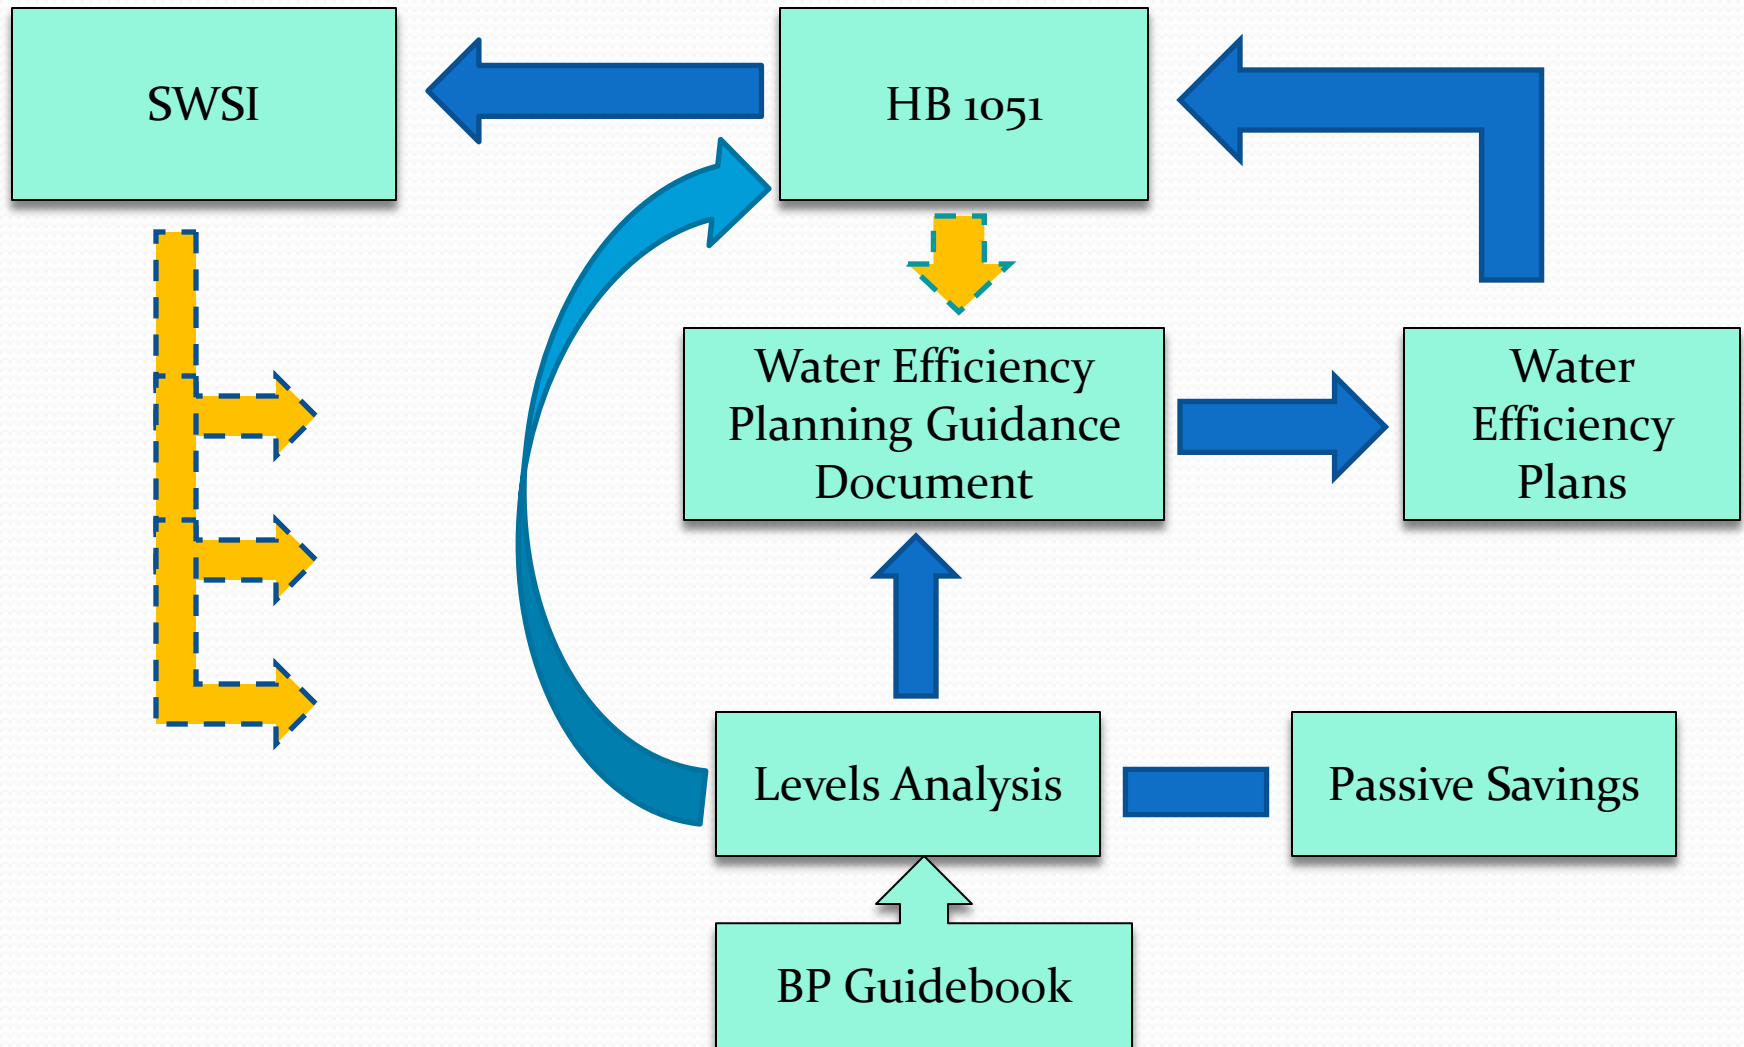 SWSI
HB 1051
Water Efficiency
Planning Guidance
Document
Water
Efficiency
Plans
Levels Analysis
Passive Savings
BP Guidebook